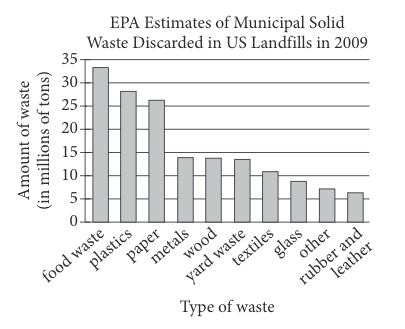 EPA Estimates of Municipal Solid
Waste Discarded in US Landfills in 2009
Amount of waste
(in millions of tons)
35
30
25
20
15
10
5
0
food waste
plastics
paper
metals
wood
yard waste
textiles
glass
other
rubber and
leather
Type of waste